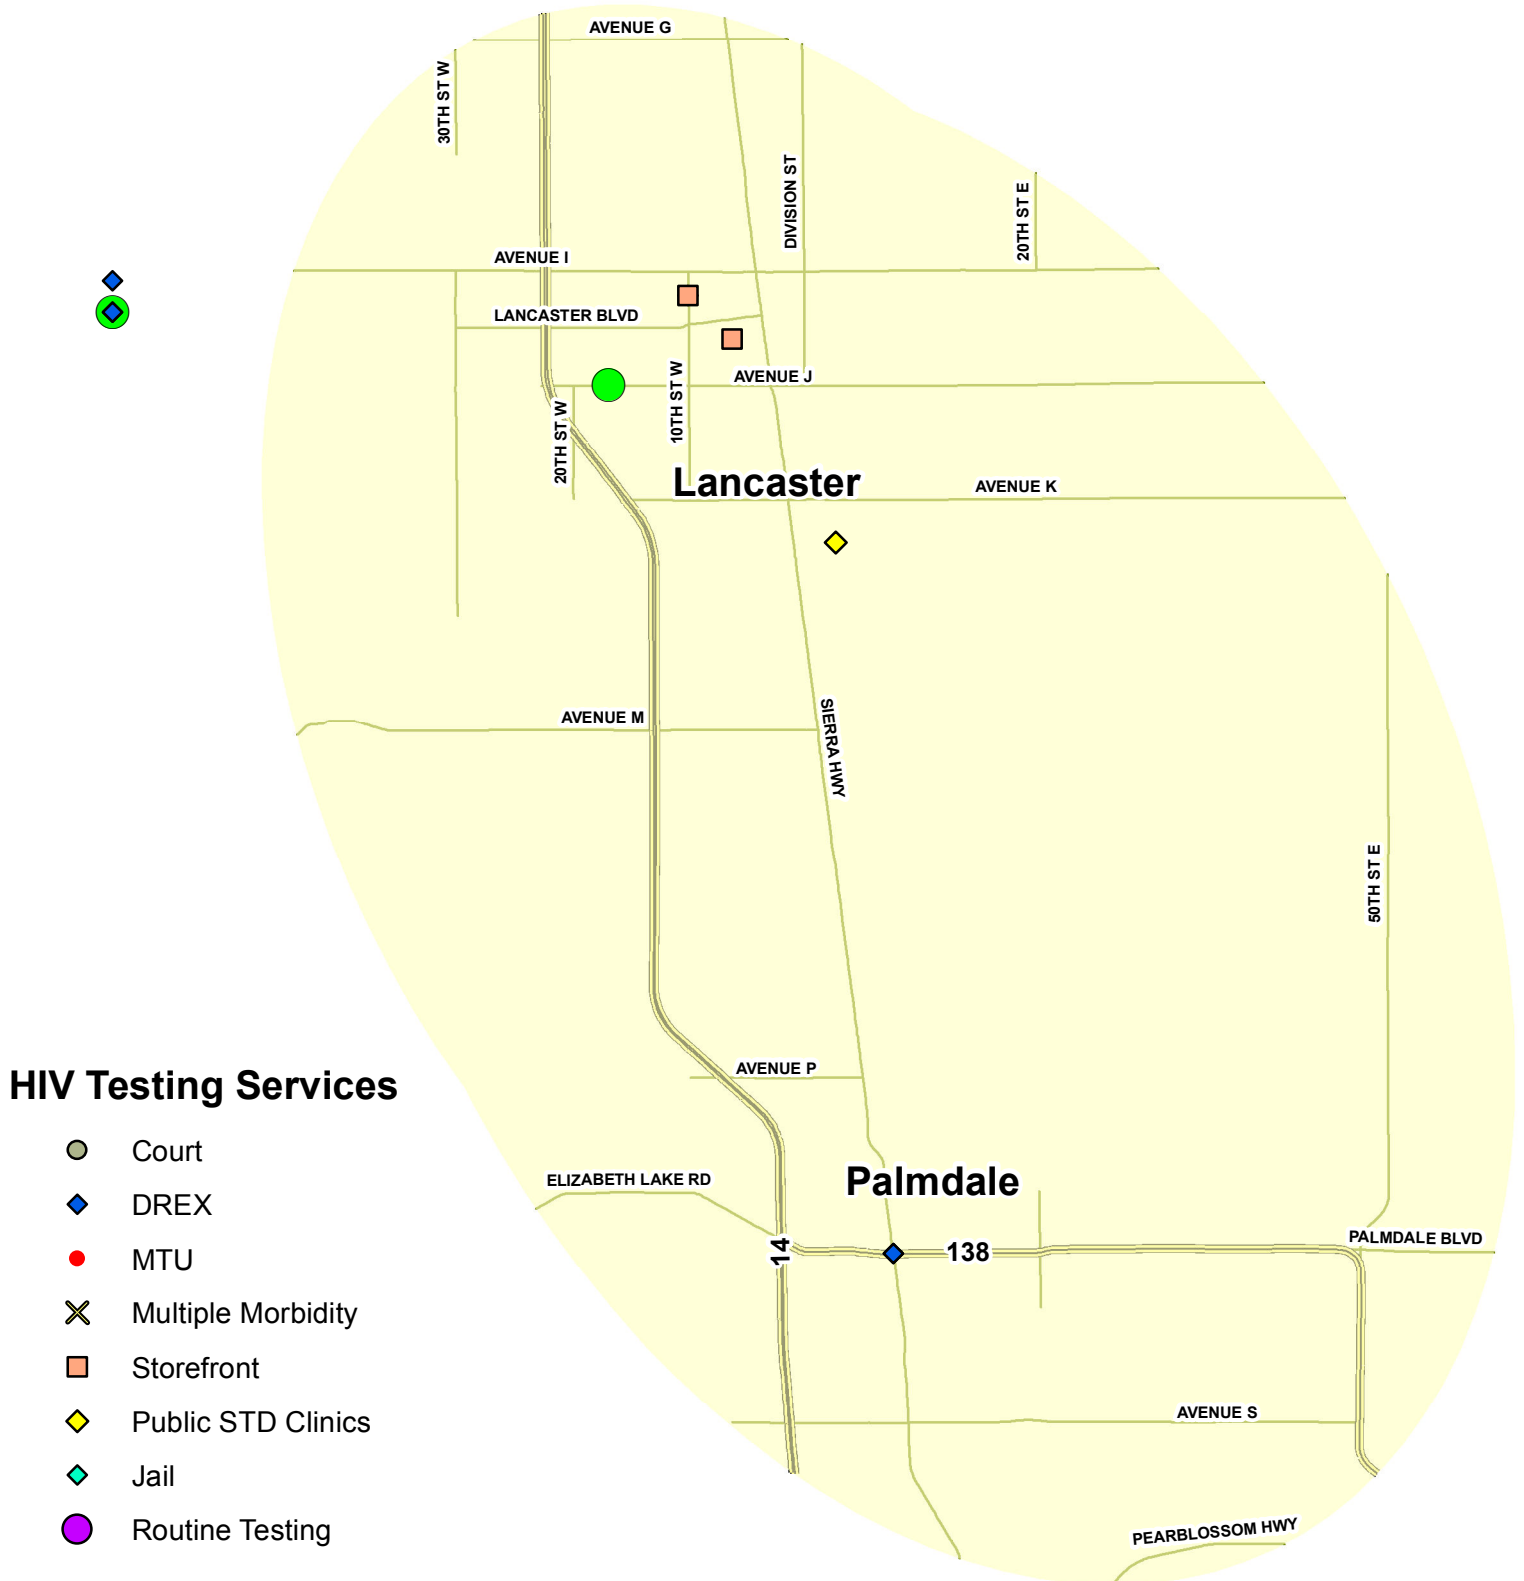 AVENUE G
30TH ST W
DIVISION ST
20TH ST E
AVENUE I
LANCASTER BLVD
AVENUE J
10TH ST W
20TH ST W
Lancaster
AVENUE K
AVENUE M
SIERRA HWY
50TH ST E
AVENUE P
ELIZABETH LAKE RD
Palmdale
14
138
PALMDALE BLVD
AVENUE S
PEARBLOSSOM HWY
HIV Testing Services
Court
DREX
MTU
Multiple Morbidity
Storefront
Public STD Clinics
Jail
Routine Testing